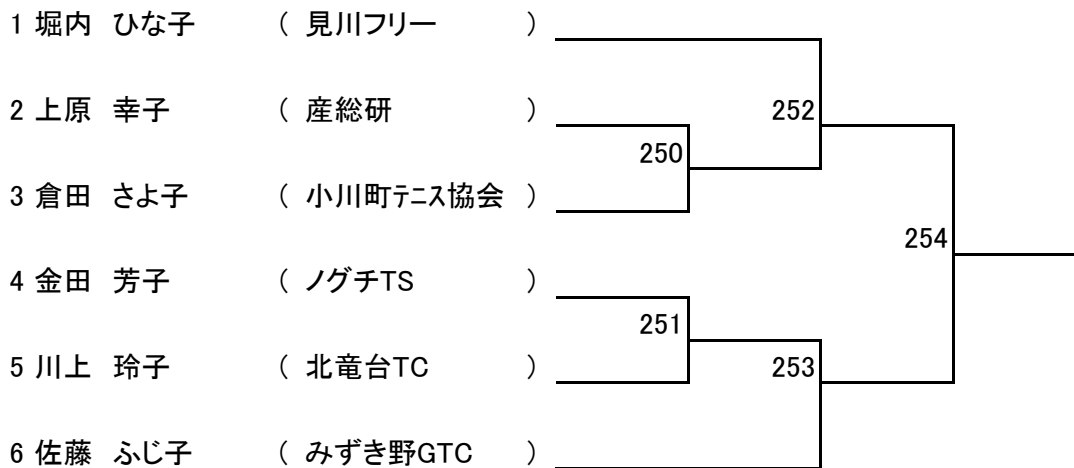 1 堀内 ひな子 ( 見川フリー )
252
2 上原 幸子 ( 産総研 )
250
3 倉田 さよ子 ( 小川町テニス協会 )
254
4 金田 芳子 ( ノグチTS )
251
5 川上 玲子 ( 北竜台TC )
253
6 佐藤 ふじ子 ( みずき野GTC )